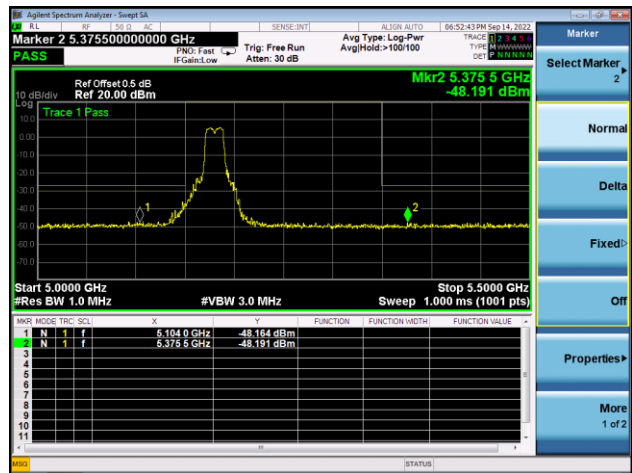 Agilent Spectrum Analyzer - Swept SA
RL RF 50 Ω AC SENSE:INT ALIGN AUTO 06:52:43 PM Sep 14, 2022
Marker 2 5.375500000000 GHz
PASS
PNO: Fast
IFGain:Low
Trig: Free Run
Atten: 30 dB
Avg Type: Log-Pwr
Avg|Hold:>100/100
TRACE 1 2 3 4 5 6
TYPE M WWWWW
DET P N N N N N
Mkr2 5.375 5 GHz
-48.191 dBm
Ref Offset 0.5 dB
10 dB/div Ref 20.00 dBm
Log
Trace 1 Pass
10.0
0.00
-10.0
-20.0
-30.0
-40.0
-50.0
-60.0
-70.0
1
2
Start 5.0000 GHz Stop 5.5000 GHz
#Res BW 1.0 MHz #VBW 3.0 MHz Sweep 1.000 ms (1001 pts)
MKR MODE TRC SCL X Y FUNCTION FUNCTION WIDTH FUNCTION VALUE
1 N 1 f 5.104 0 GHz -48.164 dBm
2 N 1 f 5.375 5 GHz -48.191 dBm
3
4
5
6
7
8
9
10
11
MSG STATUS
Marker
Select Marker
2
Normal
Delta
Fixed
Off
Properties
More
1 of 2